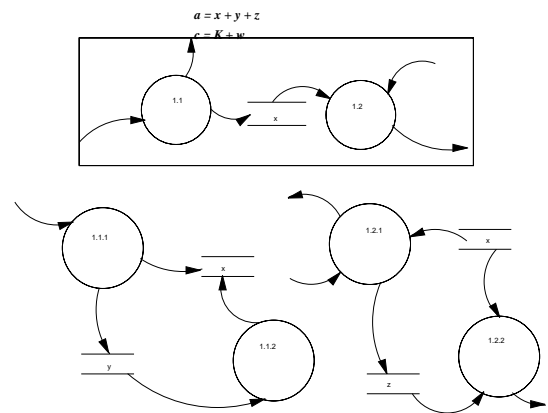 a = x + y + z
c = K + w
1.1
1.2
x
1.1.1
1.2.1
x
x
1.1.2
1.2.2
y
z